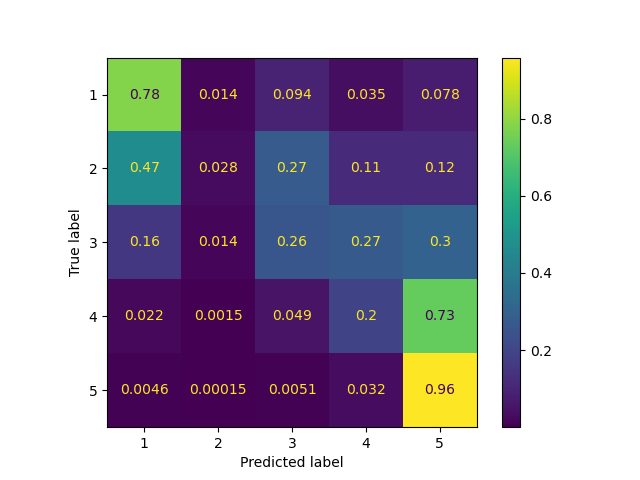 1 0.78 0.014 0.094 0.035 0.078
2 0.47 0.028 0.27 0.11 0.12
3 0.16 0.014 0.26 0.27 0.3
4 0.022 0.0015 0.049 0.2 0.73
5 0.0046 0.00015 0.0051 0.032 0.96
1 2 3 4 5
Predicted label
True label
0.8
0.6
0.4
0.2